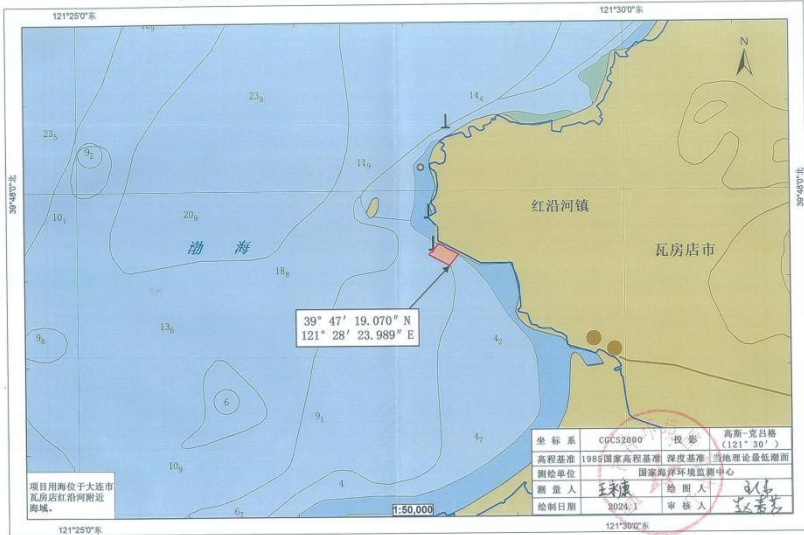 121°25′0″东
121°30′0″东
N
39°48′0″北
39°48′0″北
23₉
14₄
23₅
9₂
11₉
10₁
20₉
红沿河镇
瓦房店市
渤 海
18₈
39° 47′ 19.070″ N
121° 28′ 23.989″ E
13₆
9₈
4₂
6
9₁
4₇
10₉
4
6₇
项目用海位于大连市
瓦房店红沿河附近
海域。
1:50,000
坐 标 系 CGCS2000 投 影 高斯-克吕格
(121° 30′ )
高程基准 1985国家高程基准 深度基准 当地理论最低潮面
测绘单位 国家海洋环境监测中心
测 量 人 绘 图 人
绘制日期 2024.1 审 核 人
121°25′0″东
121°30′0″东